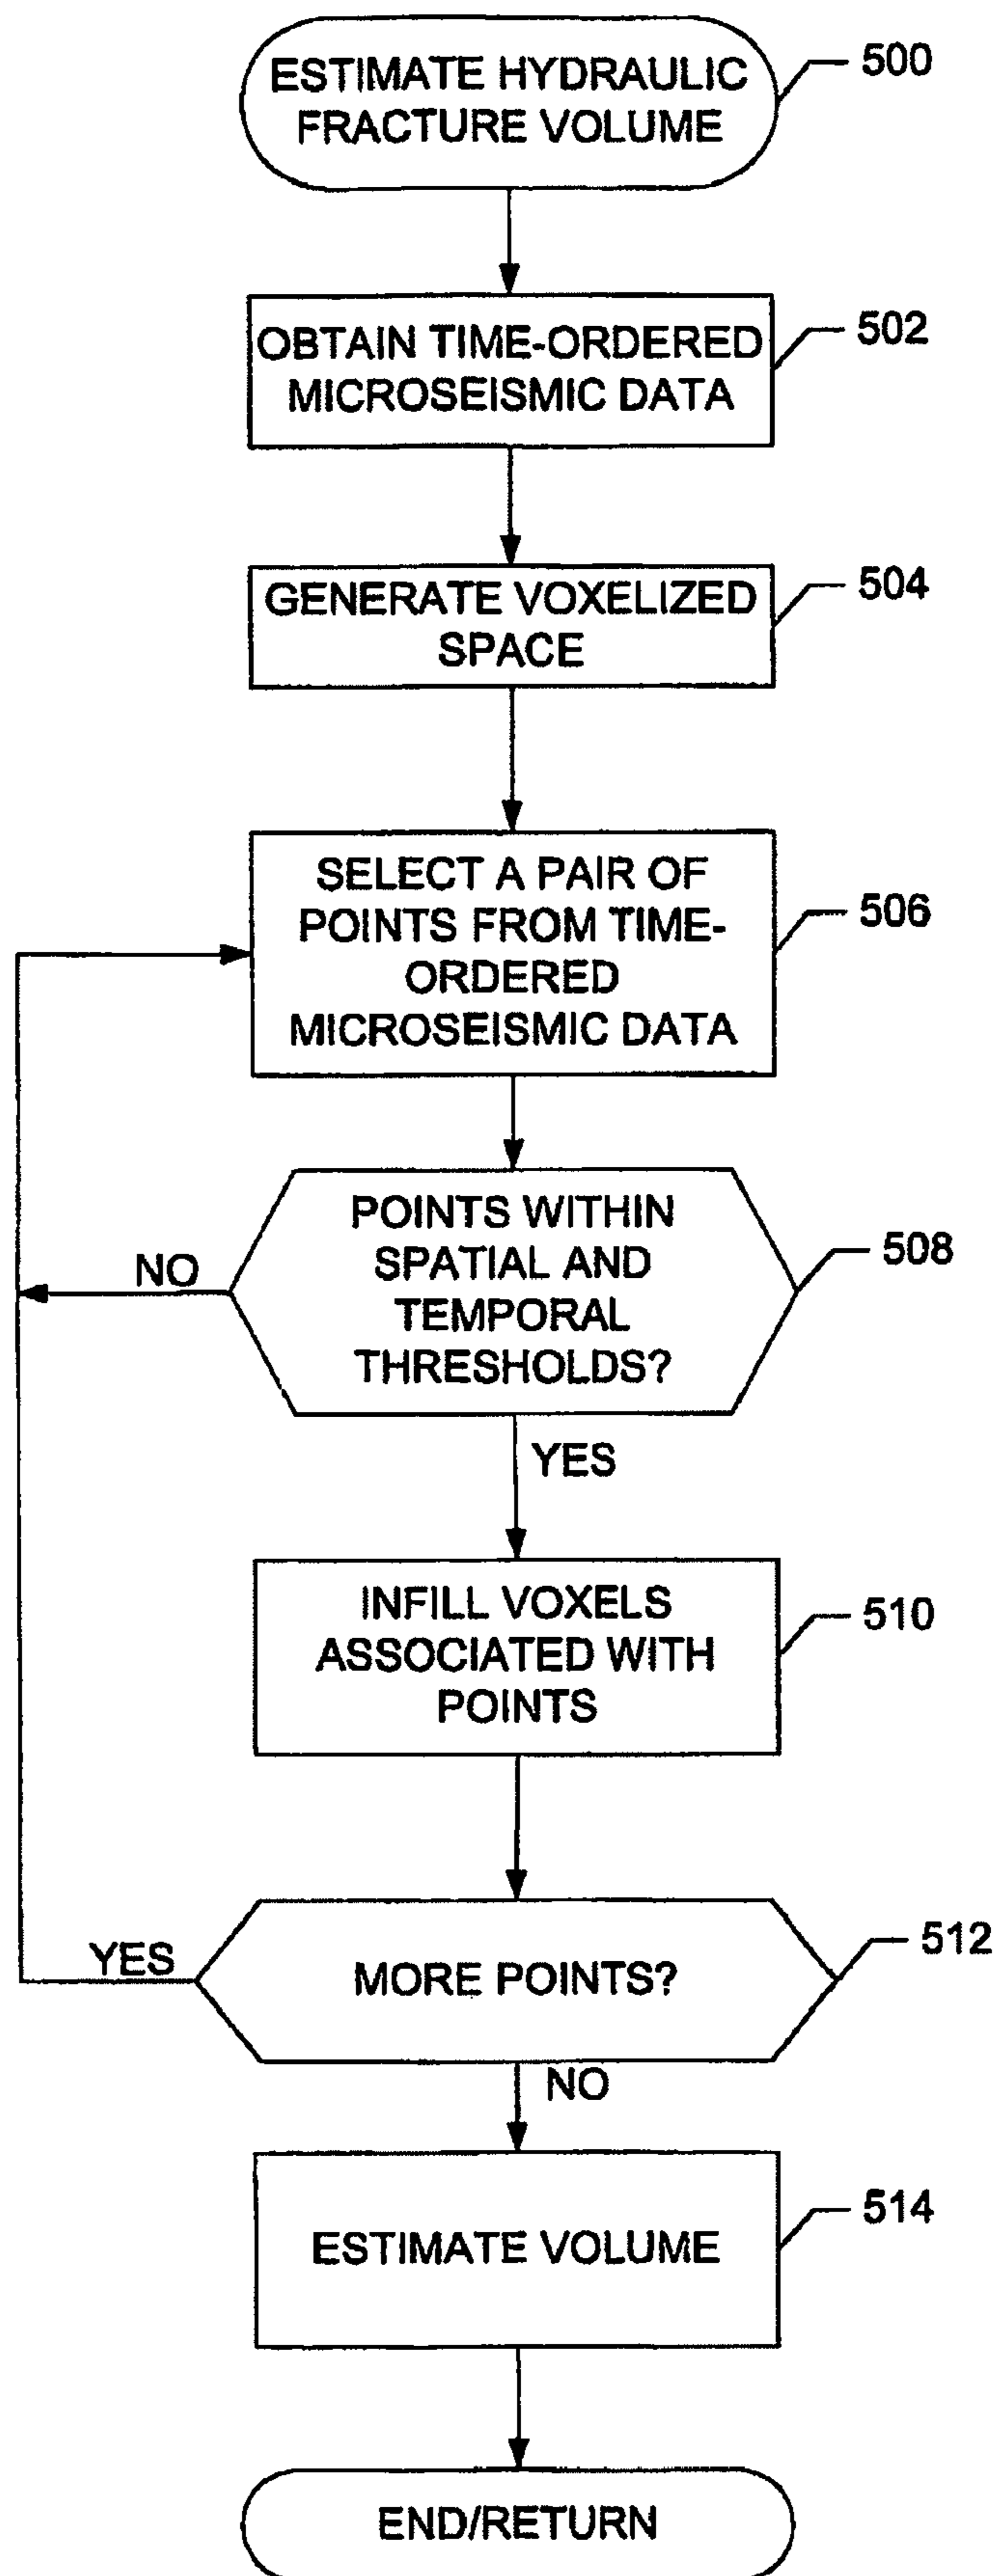 ESTIMATE HYDRAULIC
FRACTURE VOLUME
500
OBTAIN TIME-ORDERED
MICROSEISMIC DATA
502
GENERATE VOXELIZED
SPACE
504
SELECT A PAIR OF
POINTS FROM TIME-
ORDERED
MICROSEISMIC DATA
506
POINTS WITHIN
SPATIAL AND
TEMPORAL
THRESHOLDS?
508
NO
YES
INFILL VOXELS
ASSOCIATED WITH
POINTS
510
MORE POINTS?
512
YES
NO
ESTIMATE VOLUME
514
END/RETURN